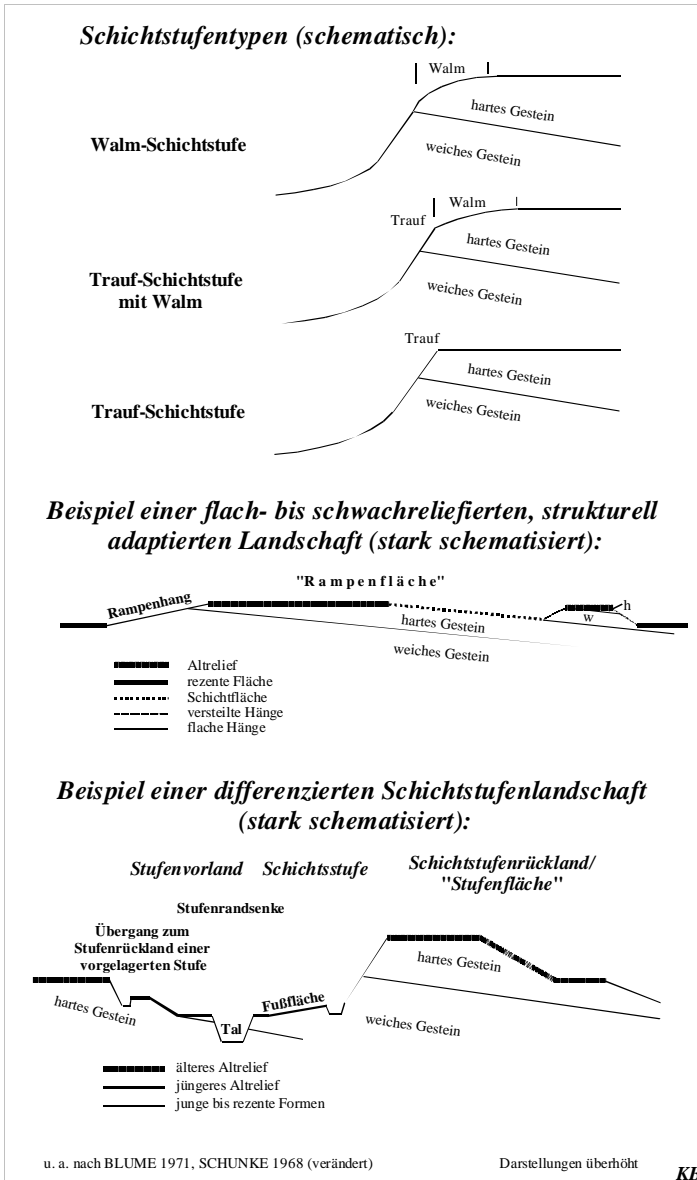 Schichtstufentypen (schematisch):
Walm
hartes Gestein
weiches Gestein
Walm-Schichtstufe
Walm
Trauf
hartes Gestein
weiches Gestein
Trauf-Schichtstufe
mit Walm
Trauf
hartes Gestein
weiches Gestein
Trauf-Schichtstufe
Beispiel einer flach- bis schwachreliefierten, strukturell
adaptierten Landschaft (stark schematisiert):
"Rampenfläche"
Rampenhang
h
w
hartes Gestein
weiches Gestein
Altrelief
rezente Fläche
Schichtfläche
versteilte Hänge
flache Hänge
Beispiel einer differenzierten Schichtstufenlandschaft
(stark schematisiert):
Stufenvorland
Schichtsstufe
Schichtstufenrückland/
"Stufenfläche"
Stufenrandsenke
Übergang zum
Stufenrückland einer
vorgelagerten Stufe
hartes Gestein
Tal
Fußfläche
hartes Gestein
weiches Gestein
älteres Altrelief
jüngeres Altrelief
junge bis rezente Formen
u. a. nach BLUME 1971, SCHUNKE 1968 (verändert)
Darstellungen überhöht